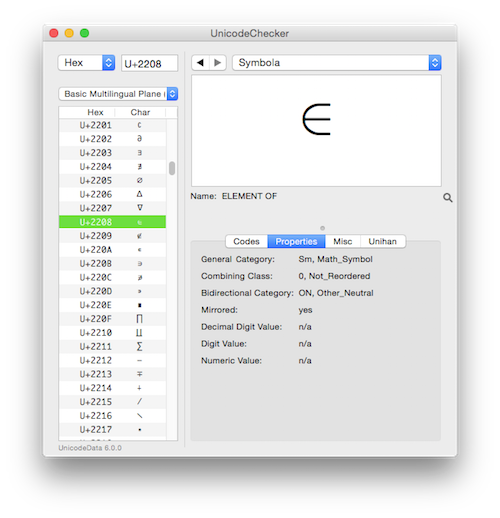 UnicodeChecker
Hex U+2208 Symbola
Basic Multilingual Plane (
Hex Char
U+2201 ∁
U+2202 ∂
U+2203 ∃
U+2204 ∄
U+2205 ∅
U+2206 ∆
U+2207 ∇
U+2208 ∈
U+2209 ∉
U+220A ∊
U+220B ∋
U+220C ∌
U+220D ∍
U+220E ∎
U+220F ∏
U+2210 ∐
U+2211 ∑
U+2212 −
U+2213 ∓
U+2214 ∔
U+2215 ∕
U+2216 ∖
U+2217 ∗
UnicodeData 6.0.0
∈
Name: ELEMENT OF
Codes Properties Misc Unihan
General Category: Sm, Math_Symbol
Combining Class: 0, Not_Reordered
Bidirectional Category: ON, Other_Neutral
Mirrored: yes
Decimal Digit Value: n/a
Digit Value: n/a
Numeric Value: n/a